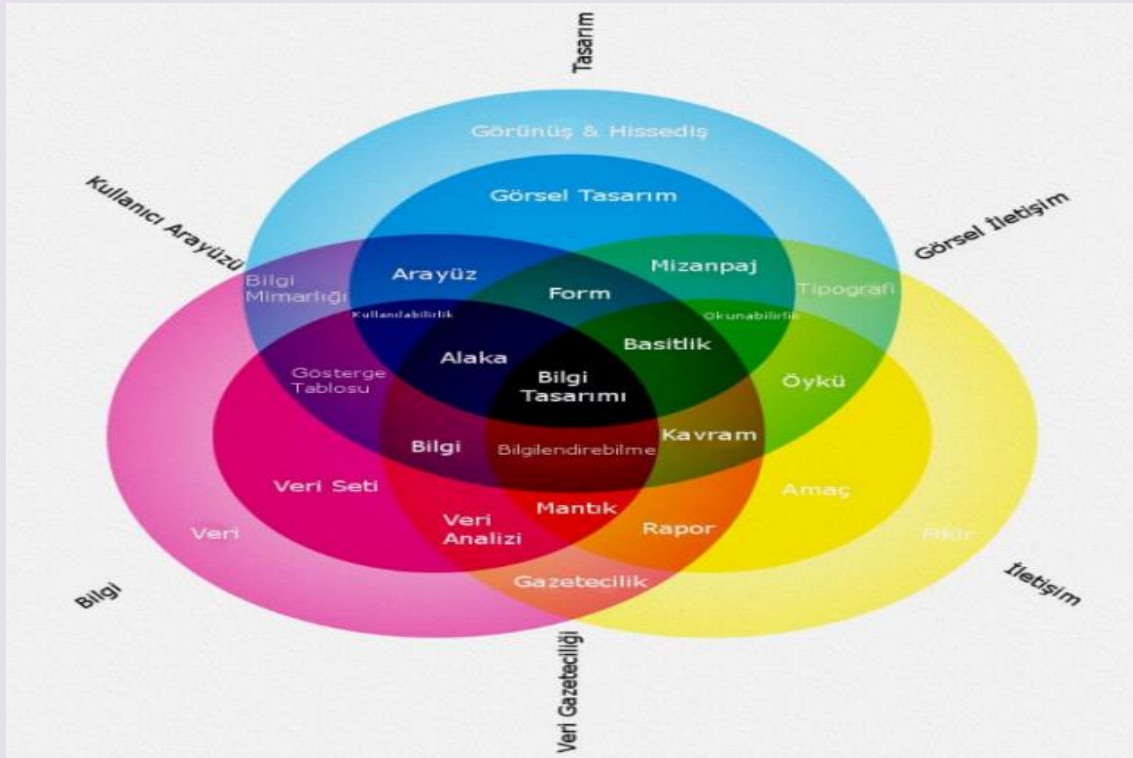 Tasarım
Görünüş & Hissediş
Görsel Tasarım
Kullanıcı Arayüzü
Görsel İletişim
Arayüz
Mizanpaj
Bilgi
Mimarlığı
Form
Tipografi
Kullanılabilirlik
Okunabilirlik
Alaka
Basitlik
Gösterge
Tablosu
Bilgi
Tasarımı
Öykü
Bilgi
Bilgilendirebilme
Kavram
Veri Seti
Amaç
Veri
Veri
Analizi
Mantık
Rapor
Fikir
Gazetecilik
Bilgi
İletişim
Veri Gazeteciliği